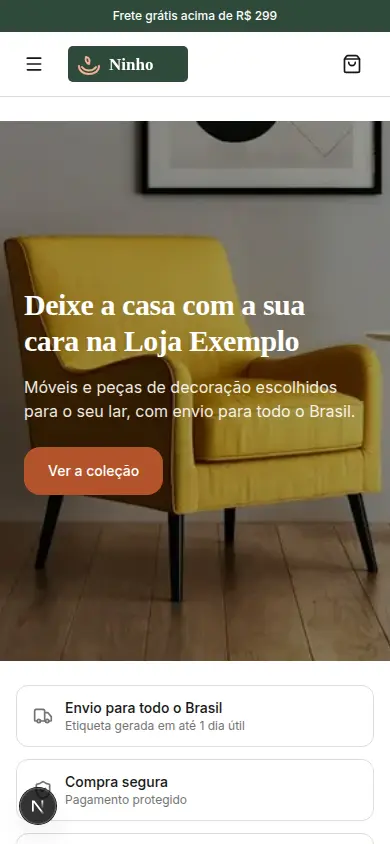 Frete grátis acima de R$ 299
Ninho
Deixe a casa com a sua
cara na Loja Exemplo
Móveis e peças de decoração escolhidos
para o seu lar, com envio para todo o Brasil.
Ver a coleção
Envio para todo o Brasil
Etiqueta gerada em até 1 dia útil
Compra segura
Pagamento protegido
N